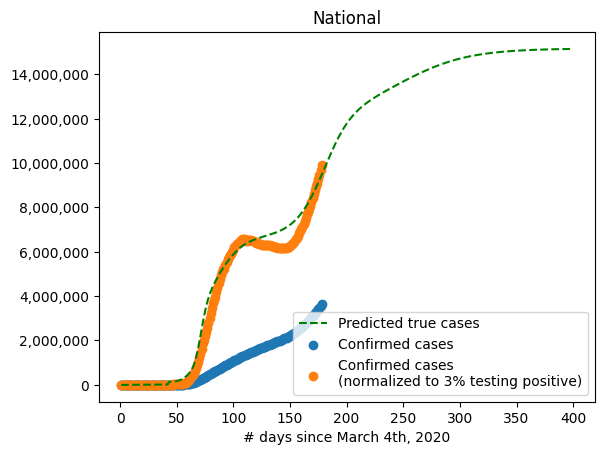 National
14,000,000
12,000,000
10,000,000
8,000,000
6,000,000
4,000,000
2,000,000
0
Predicted true cases
Confirmed cases
Confirmed cases
(normalized to 3% testing positive)
0 50 100 150 200 250 300 350 400
# days since March 4th, 2020